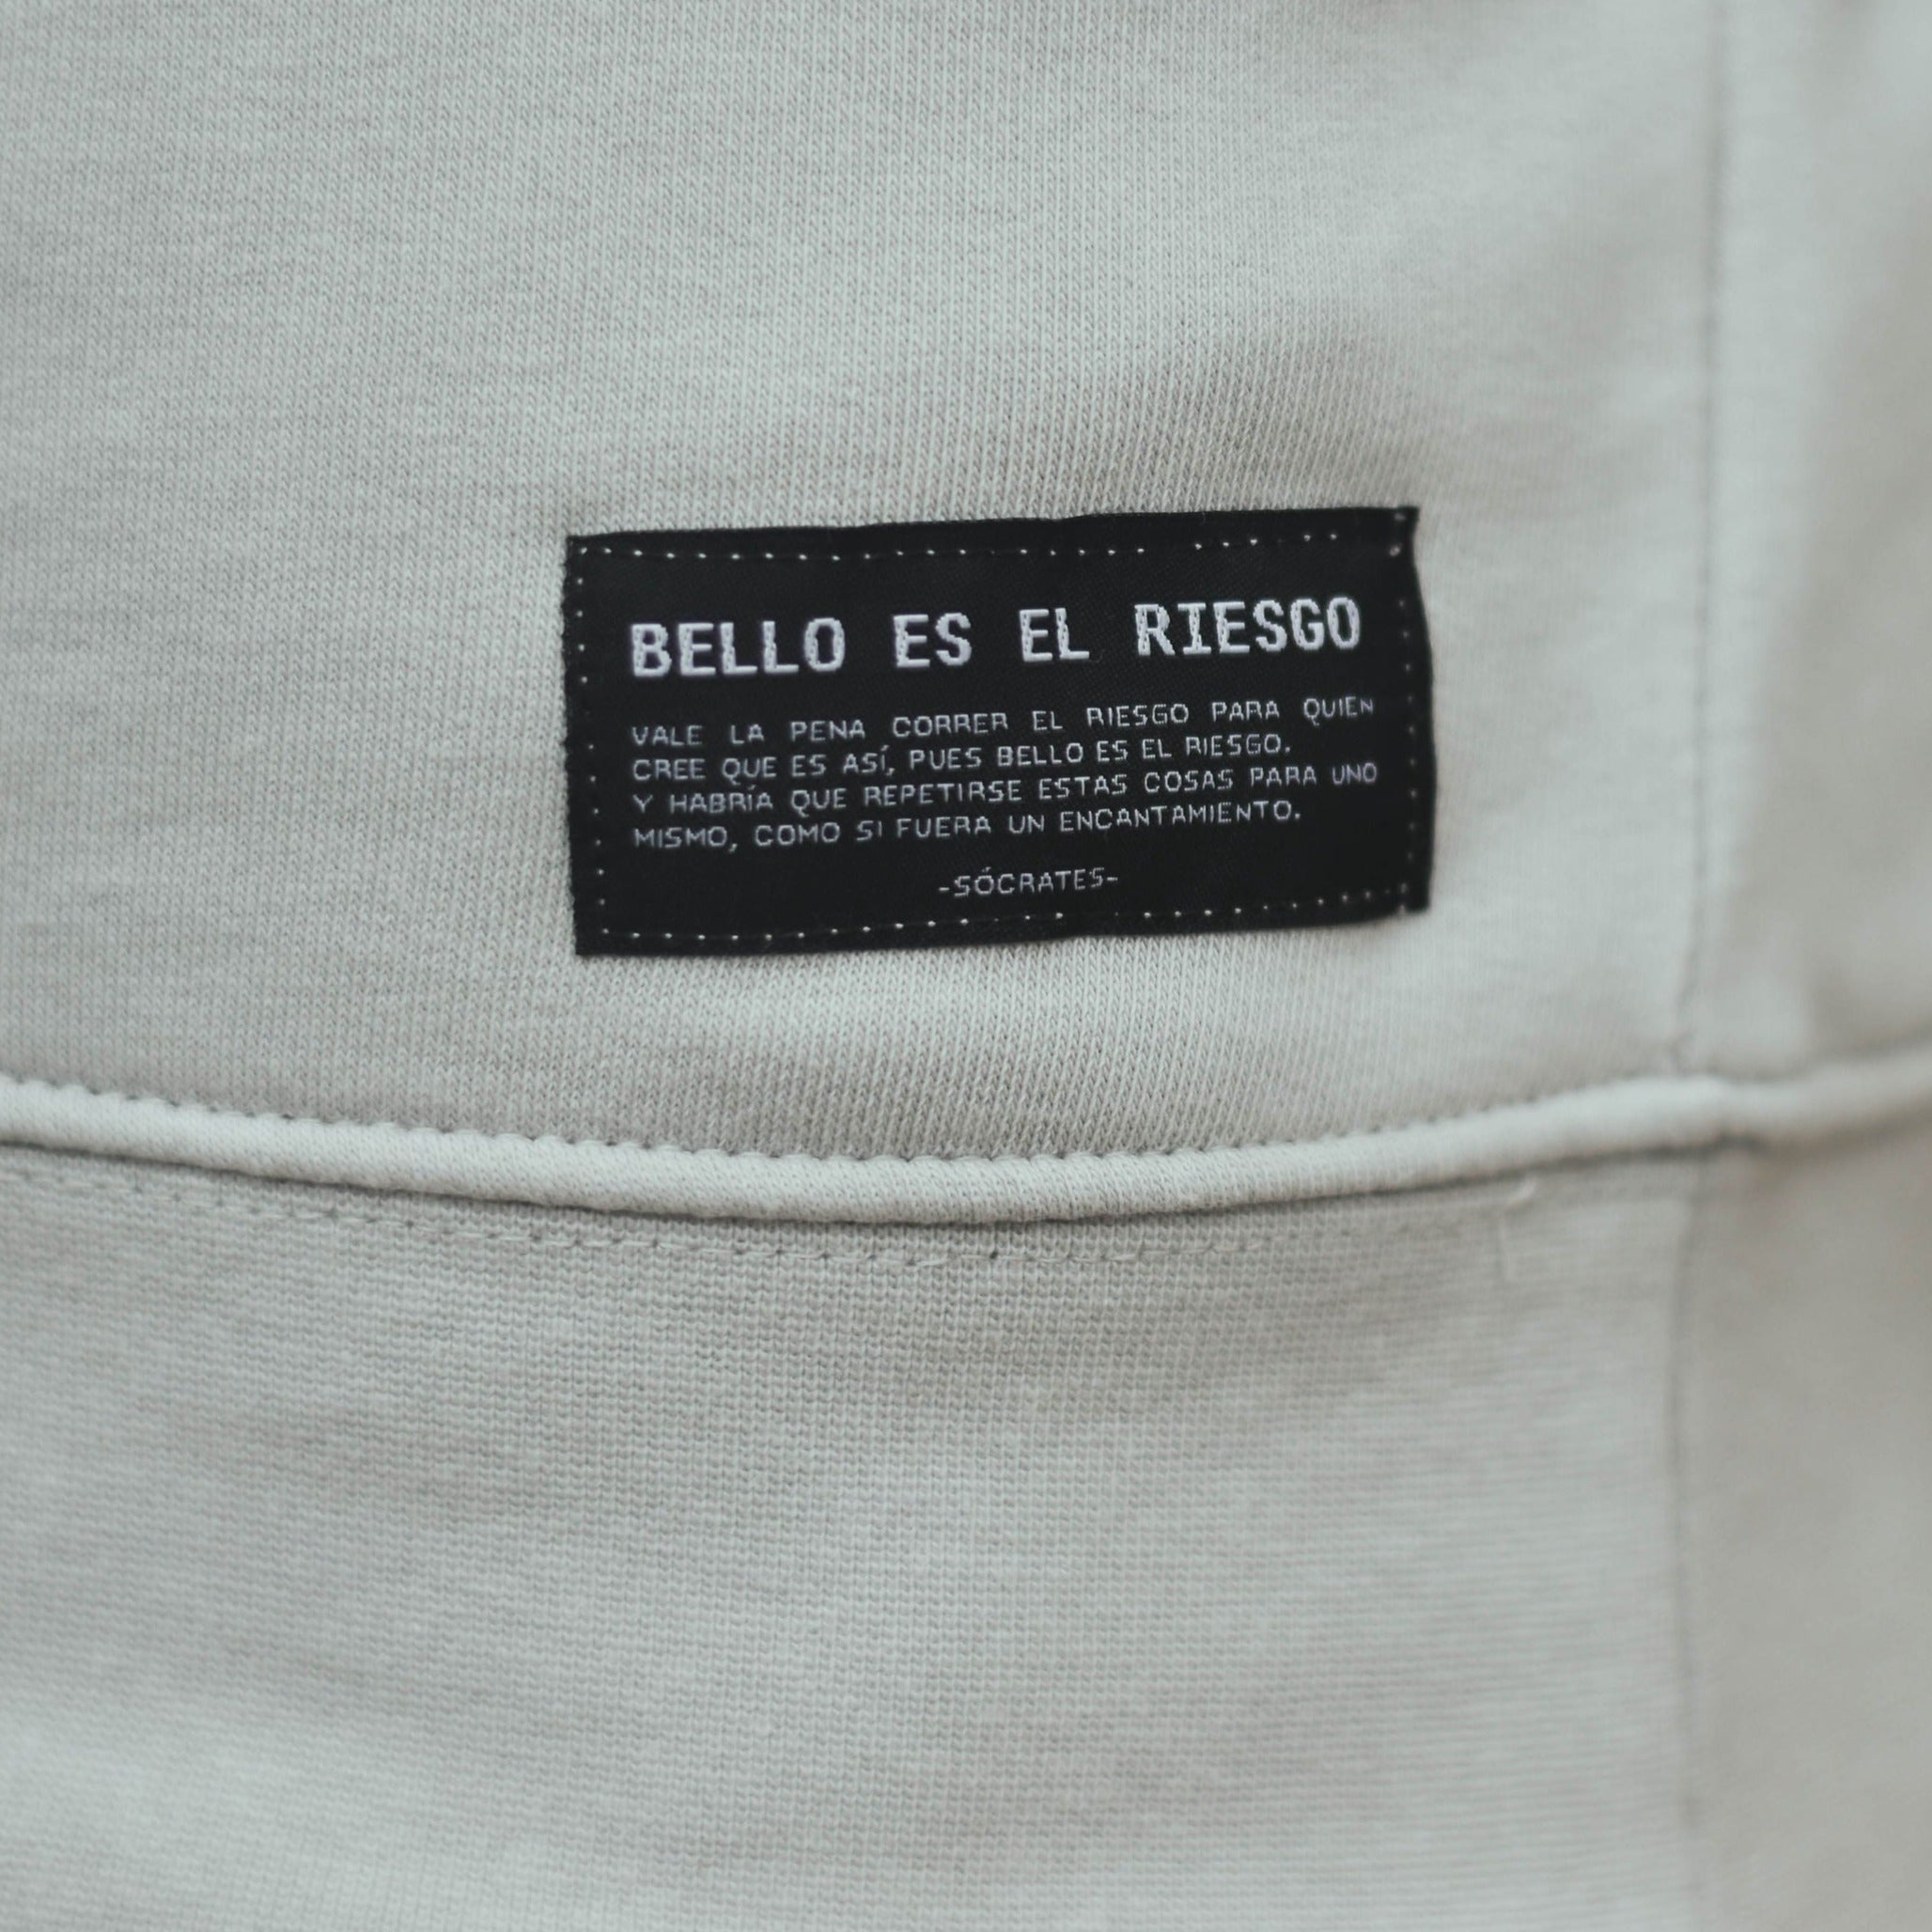 BELLO ES EL RIESGO
VALE LA PENA CORRER EL RIESGO PARA QUIEN
CREE QUE ES ASÍ, PUES BELLO ES EL RIESGO.
Y HABRÍA QUE REPETIRSE ESTAS COSAS PARA UNO
MISMO, COMO SI FUERA UN ENCANTAMIENTO.
-SÓCRATES-